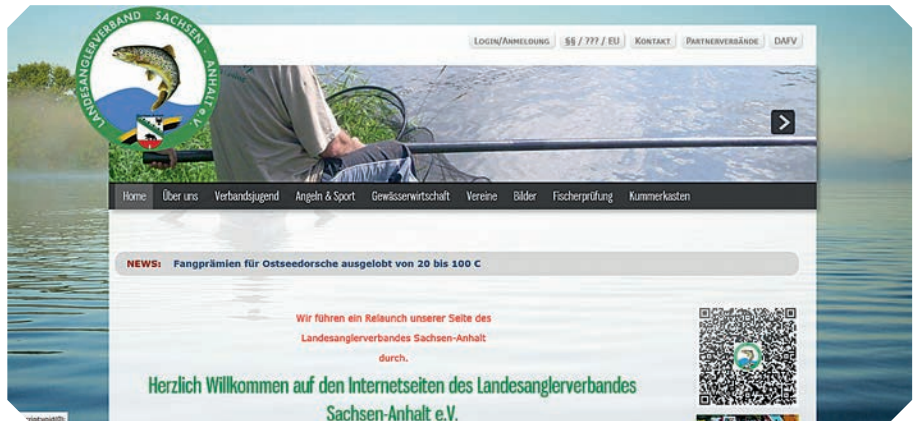 LANDESANGLERVERBAND SACHSEN - ANHALT e.V.
LOGIN/ANMELDUNG §§ / ??? / EU KONTAKT PARTNERVERBÄNDE DAFV
Home Über uns Verbandsjugend Angeln & Sport Gewässerwirtschaft Vereine Bilder Fischerprüfung Kummerkasten
NEWS: Fangprämien für Ostseedorsche ausgelobt von 20 bis 100 €
Wir führen ein Relaunch unserer Seite des
Landesanglerverbandes Sachsen-Anhalt
durch.
Herzlich Willkommen auf den Internetseiten des Landesanglerverbandes
Sachsen-Anhalt e.V.